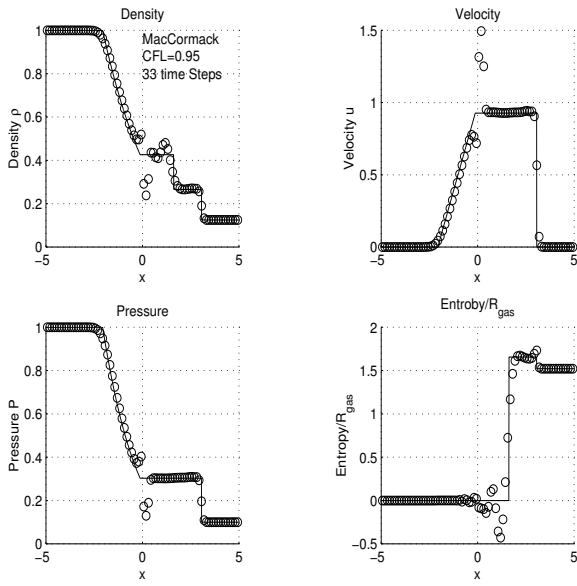 Density
MacCormack
CFL=0.95
33 time Steps
1
0.8
0.6
0.4
0.2
0
Density ρ
−5
0
5
x
Velocity
1.5
1
0.5
0
Velocity u
−5
0
5
x
Pressure
1
0.8
0.6
0.4
0.2
0
Pressure P
−5
0
5
x
Entroby/R_gas
2
1.5
1
0.5
0
−0.5
Entropy/R_gas
−5
0
5
x